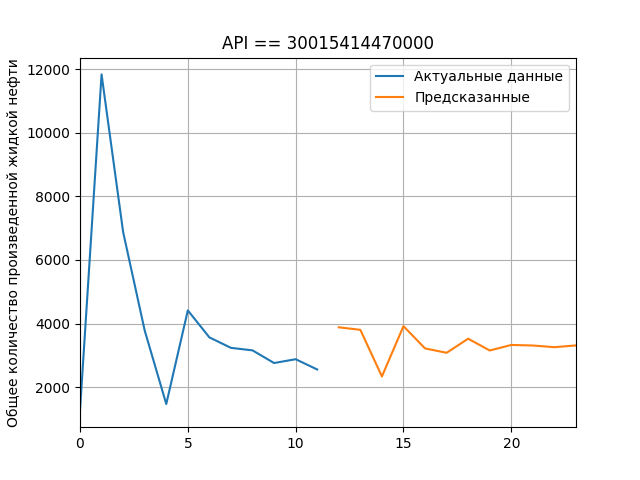 API == 30015414470000
Общее количество произведенной жидкой нефти
12000
10000
8000
6000
4000
2000
0
5
10
15
20
Актуальные данные
Предсказанные